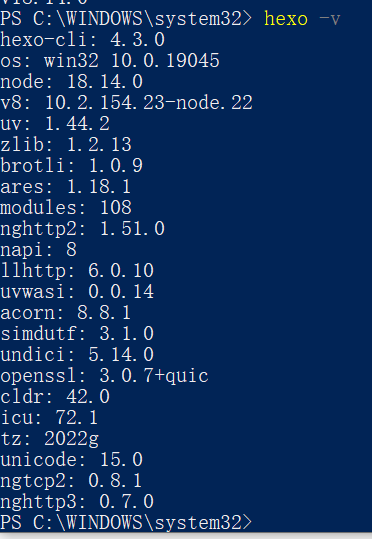 PS C:\WINDOWS\system32> hexo -v
hexo-cli: 4.3.0
os: win32 10.0.19045
node: 18.14.0
v8: 10.2.154.23-node.22
uv: 1.44.2
zlib: 1.2.13
brotli: 1.0.9
ares: 1.18.1
modules: 108
nghttp2: 1.51.0
napi: 8
llhttp: 6.0.10
uvwasi: 0.0.14
acorn: 8.8.1
simdutf: 3.1.0
undici: 5.14.0
openssl: 3.0.7+quic
cldr: 42.0
icu: 72.1
tz: 2022g
unicode: 15.0
ngtcp2: 0.8.1
nghttp3: 0.7.0
PS C:\WINDOWS\system32>